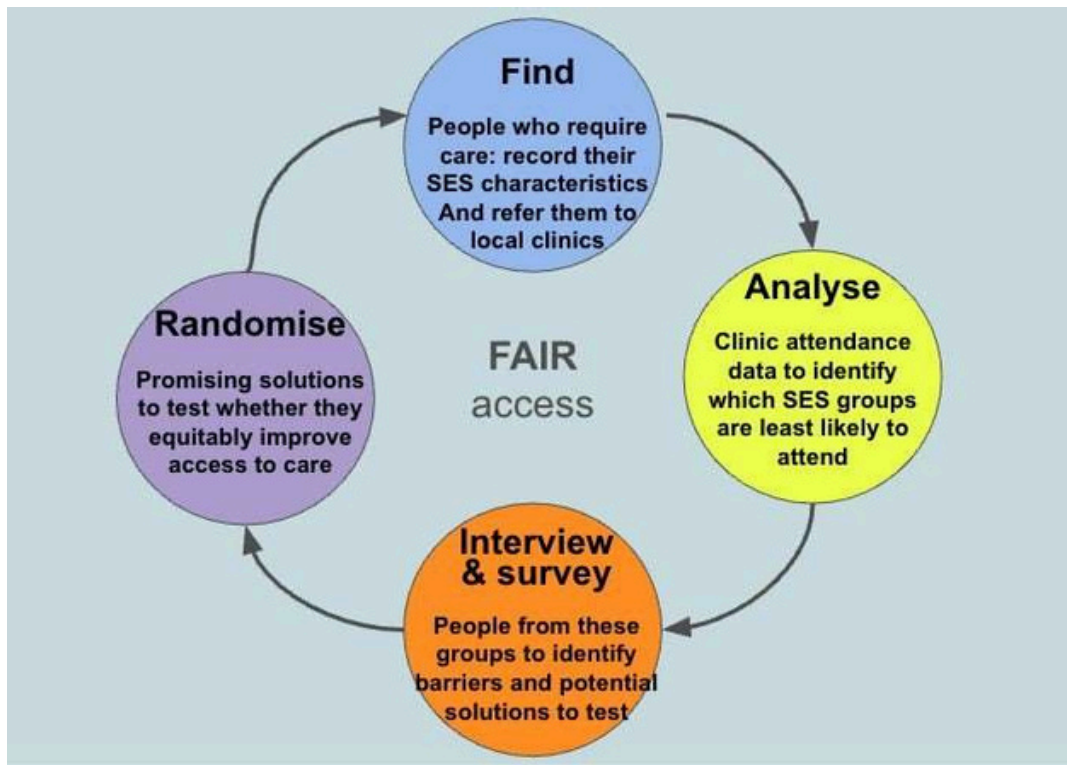 Find
People who require
care: record their
SES characteristics
And refer them to
local clinics
Analyse
Clinic attendance
data to identify
which SES groups
are least likely to
attend
Interview
& survey
People from these
groups to identify
barriers and potential
solutions to test
Randomise
Promising solutions
to test whether they
equitably improve
access to care
FAIR
access